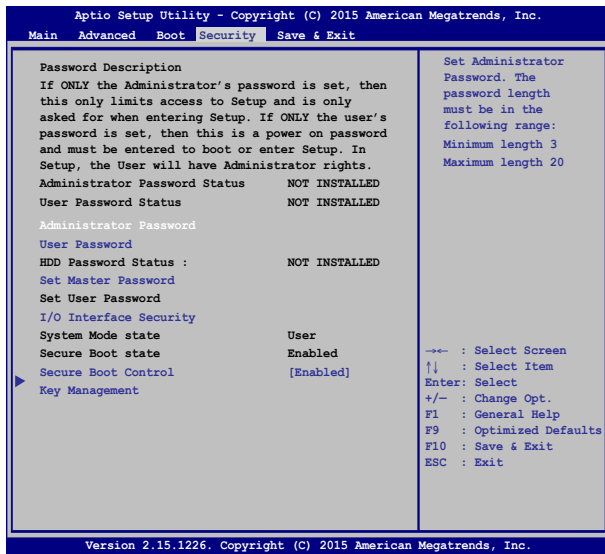 Aptio Setup Utility - Copyright (C) 2015 American Megatrends, Inc.
Main Advanced Boot Security Save & Exit
Password Description
If ONLY the Administrator's password is set, then
this only limits access to Setup and is only
asked for when entering Setup. If ONLY the user's
password is set, then this is a power on password
and must be entered to boot or enter Setup. In
Setup, the User will have Administrator rights.
Administrator Password Status NOT INSTALLED
User Password Status NOT INSTALLED
Administrator Password
User Password
HDD Password Status : NOT INSTALLED
Set Master Password
Set User Password
I/O Interface Security
System Mode state User
Secure Boot state Enabled
Secure Boot Control [Enabled]
Key Management
Set Administrator
Password. The
password length
must be in the
following range:
Minimum length 3
Maximum length 20
→← : Select Screen
↑↓ : Select Item
Enter: Select
+/— : Change Opt.
F1 : General Help
F9 : Optimized Defaults
F10 : Save & Exit
ESC : Exit
Version 2.15.1226. Copyright (C) 2015 American Megatrends, Inc.